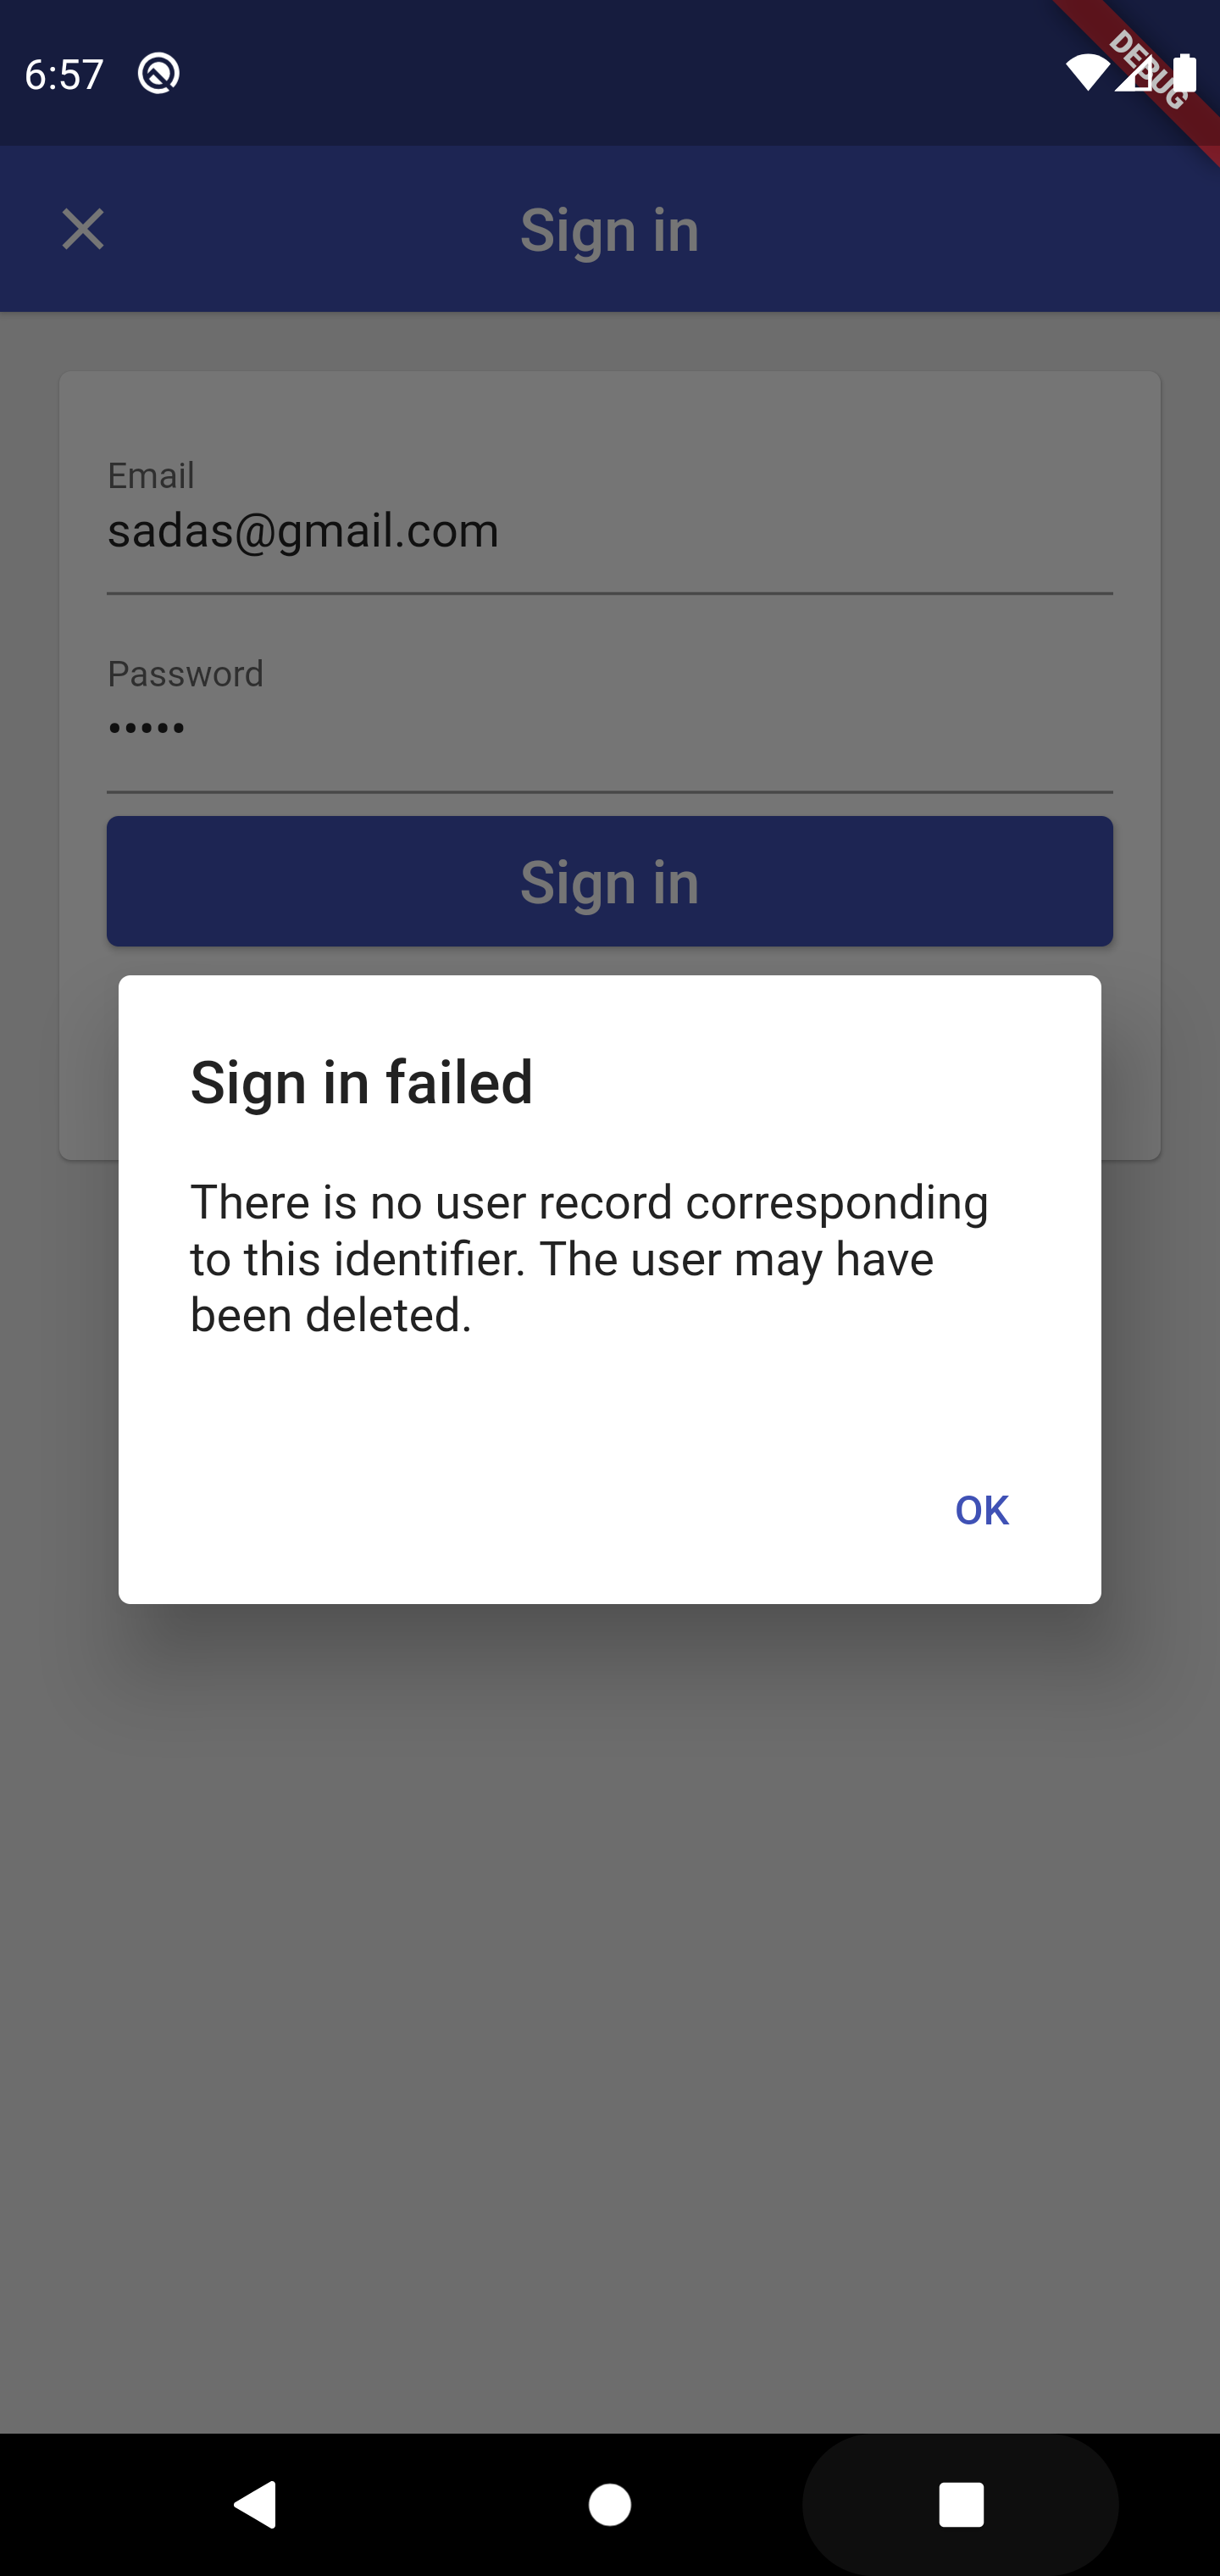 6:57
DEBUG
Sign in
Email
sadas@gmail.com
Password
•••••
Sign in
Sign in failed
There is no user record corresponding
to this identifier. The user may have
been deleted.
OK